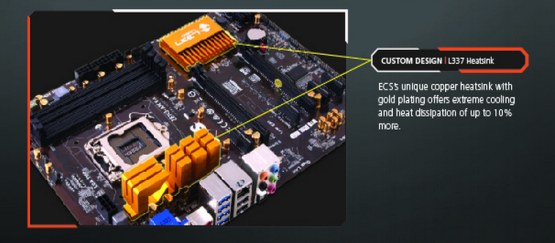 CUSTOM DESIGN | L337 Heatsink
ECS's unique copper heatsink with
gold plating offers extreme cooling
and heat dissipation of up to 10%
more.
L337